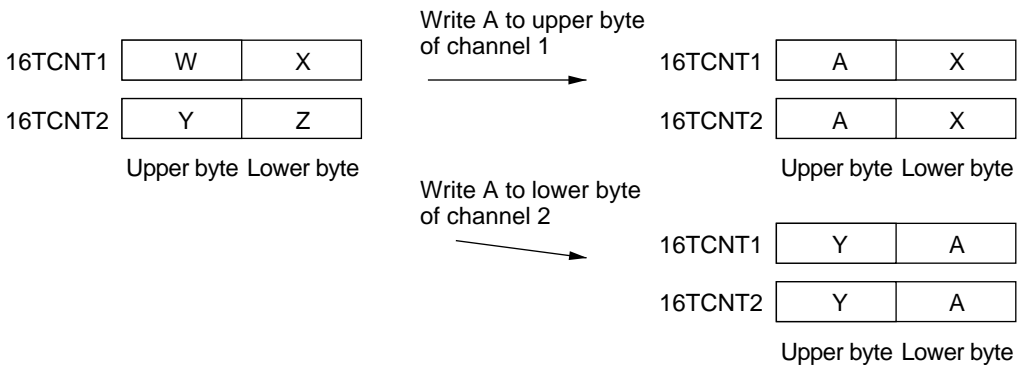 Write A to upper byte
of channel 1
16TCNT1 W X
16TCNT2 Y Z
Upper byte Lower byte
16TCNT1 A X
16TCNT2 A X
Upper byte Lower byte
Write A to lower byte
of channel 2
16TCNT1 Y A
16TCNT2 Y A
Upper byte Lower byte